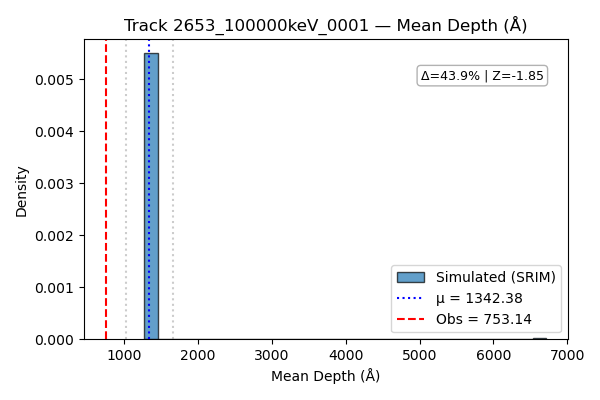 Track 2653_100000keV_0001 — Mean Depth (Å)
Δ=43.9% | Z=-1.85
Density
0.005
0.004
0.003
0.002
0.001
0.000
Simulated (SRIM)
μ = 1342.38
Obs = 753.14
1000 2000 3000 4000 5000 6000 7000
Mean Depth (Å)